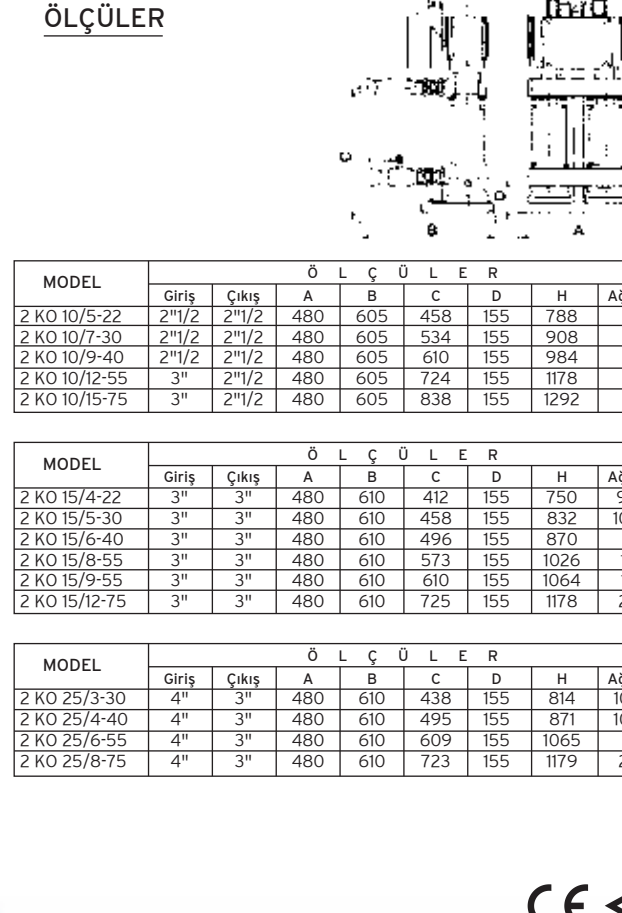 ÖLÇÜLER
B A
MODEL Ö L Ç Ü L E R
Giriş Çıkış A B C D H
2 KO 10/5-22 2"1/2 2"1/2 480 605 458 155 788
2 KO 10/7-30 2"1/2 2"1/2 480 605 534 155 908
2 KO 10/9-40 2"1/2 2"1/2 480 605 610 155 984
2 KO 10/12-55 3" 2"1/2 480 605 724 155 1178
2 KO 10/15-75 3" 2"1/2 480 605 838 155 1292
MODEL Ö L Ç Ü L E R
Giriş Çıkış A B C D H
2 KO 15/4-22 3" 3" 480 610 412 155 750
2 KO 15/5-30 3" 3" 480 610 458 155 832
2 KO 15/6-40 3" 3" 480 610 496 155 870
2 KO 15/8-55 3" 3" 480 610 573 155 1026
2 KO 15/9-55 3" 3" 480 610 610 155 1064
2 KO 15/12-75 3" 3" 480 610 725 155 1178
MODEL Ö L Ç Ü L E R
Giriş Çıkış A B C D H
2 KO 25/3-30 4" 3" 480 610 438 155 814
2 KO 25/4-40 4" 3" 480 610 495 155 871
2 KO 25/6-55 4" 3" 480 610 609 155 1065
2 KO 25/8-75 4" 3" 480 610 723 155 1179
CE